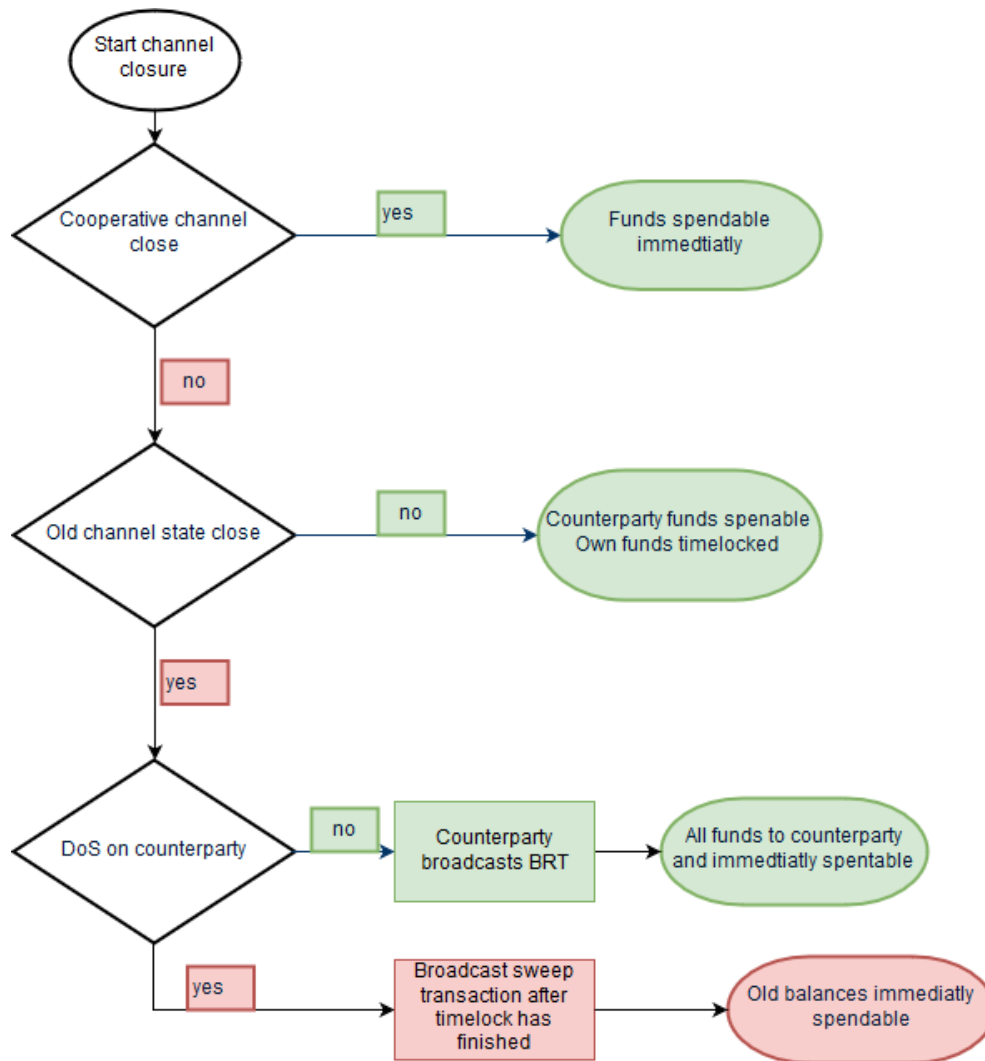 Start channel
closure
Cooperative channel
close
yes
Funds spendable
immedtiatly
no
Old channel state close
no
Counterparty funds spenable
Own funds timelocked
yes
DoS on counterparty
no
Counterparty
broadcasts BRT
All funds to counterparty
and immedtiatly spentable
yes
Broadcast sweep
transaction after
timelock has
finished
Old balances immediatly
spendable